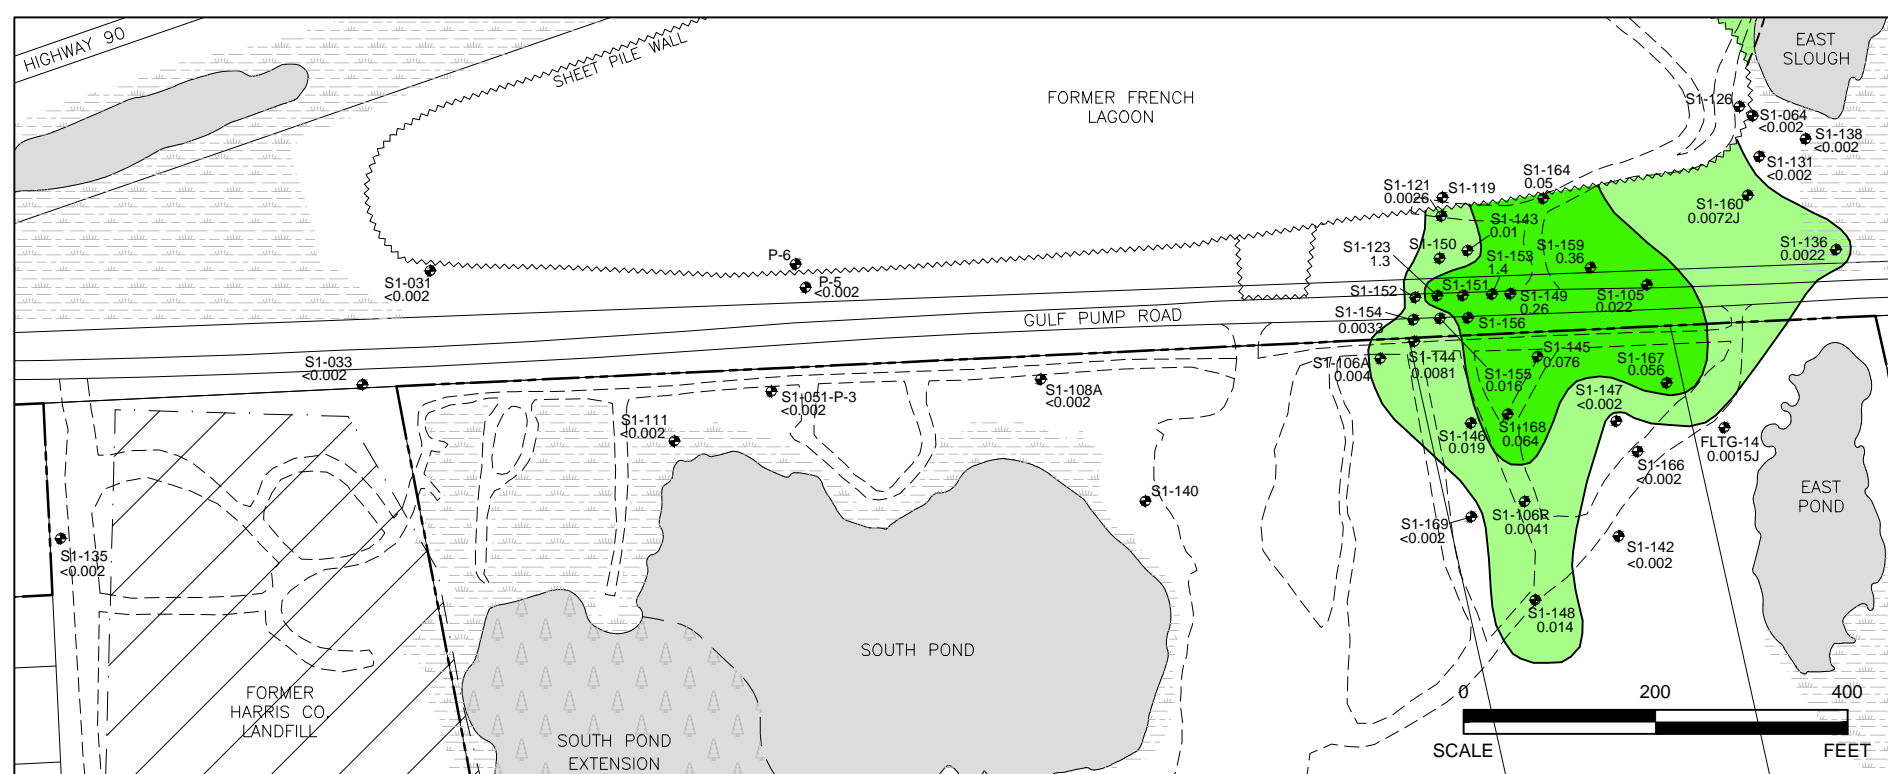 HIGHWAY 90
SHEET PILE WALL
FORMER FRENCH
LAGOON
EAST
SLOUGH
S1-126
S1-064
<0.002
S1-138
<0.002
S1-131
<0.002
S1-164
0.05
S1-121
0.0026
S1-119
S1-160
0.0072J
S1-143
0.01
S1-136
0.0022
S1-123
1.3
S1-150
S1-159
0.36
S1-153
1.4
P-6
P-5
<0.002
S1-031
<0.002
S1-152
S1-151
S1-149
0.26
S1-105
0.022
S1-154
0.0033
S1-156
GULF PUMP ROAD
S1-033
<0.002
S1-106A
0.004
S1-144
0.0081
S1-145
0.076
S1-155
0.016
S1-167
0.056
S1-147
<0.002
S1-051-P-3
<0.002
S1-108A
<0.002
S1-111
<0.002
S1-146
0.019
S1-168
0.064
FLTG-14
0.0015J
S1-166
<0.002
S1-140
EAST
POND
S1-169
<0.002
S1-106R
0.0041
S1-142
<0.002
S1-135
<0.002
S1-148
0.014
SOUTH POND
FORMER
HARRIS CO.
LANDFILL
SOUTH POND
EXTENSION
0 200 400
SCALE FEET